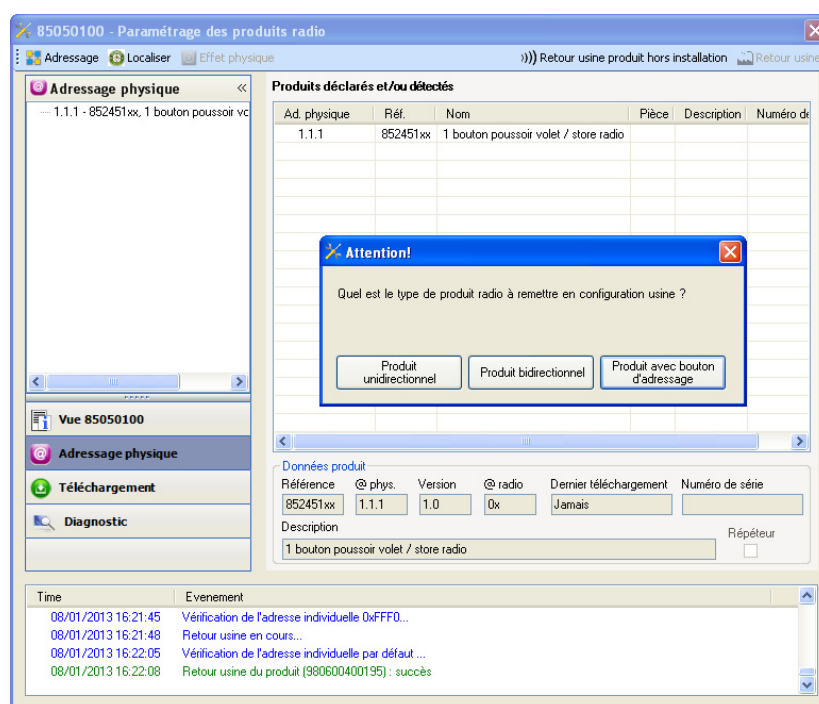 85050100 - Paramétrage des produits radio
Adressage Localiser Effet physique Retour usine produit hors installation Retour usine
Adressage physique «
1.1.1 - 852451xx, 1 bouton poussoir vo
Vue 85050100
Adressage physique
Téléchargement
Diagnostic
Produits déclarés et/ou détectés
Ad. physique Réf. Nom Pièce Description Numéro de
1.1.1 852451xx 1 bouton poussoir volet / store radio
Attention!
Quel est le type de produit radio à remettre en configuration usine ?
Produit
unidirectionnel
Produit bidirectionnel
Produit avec bouton
d'adressage
Données produit
Référence @ phys. Version @ radio Dernier téléchargement Numéro de série
852451xx 1.1.1 1.0 0x Jamais
Description
1 bouton poussoir volet / store radio
Répéteur
Time Evenement
08/01/2013 16:21:45 Vérification de l'adresse individuelle 0xFFF0...
08/01/2013 16:21:48 Retour usine en cours...
08/01/2013 16:22:05 Vérification de l'adresse individuelle par défaut ...
08/01/2013 16:22:08 Retour usine du produit (980600400195) : succès